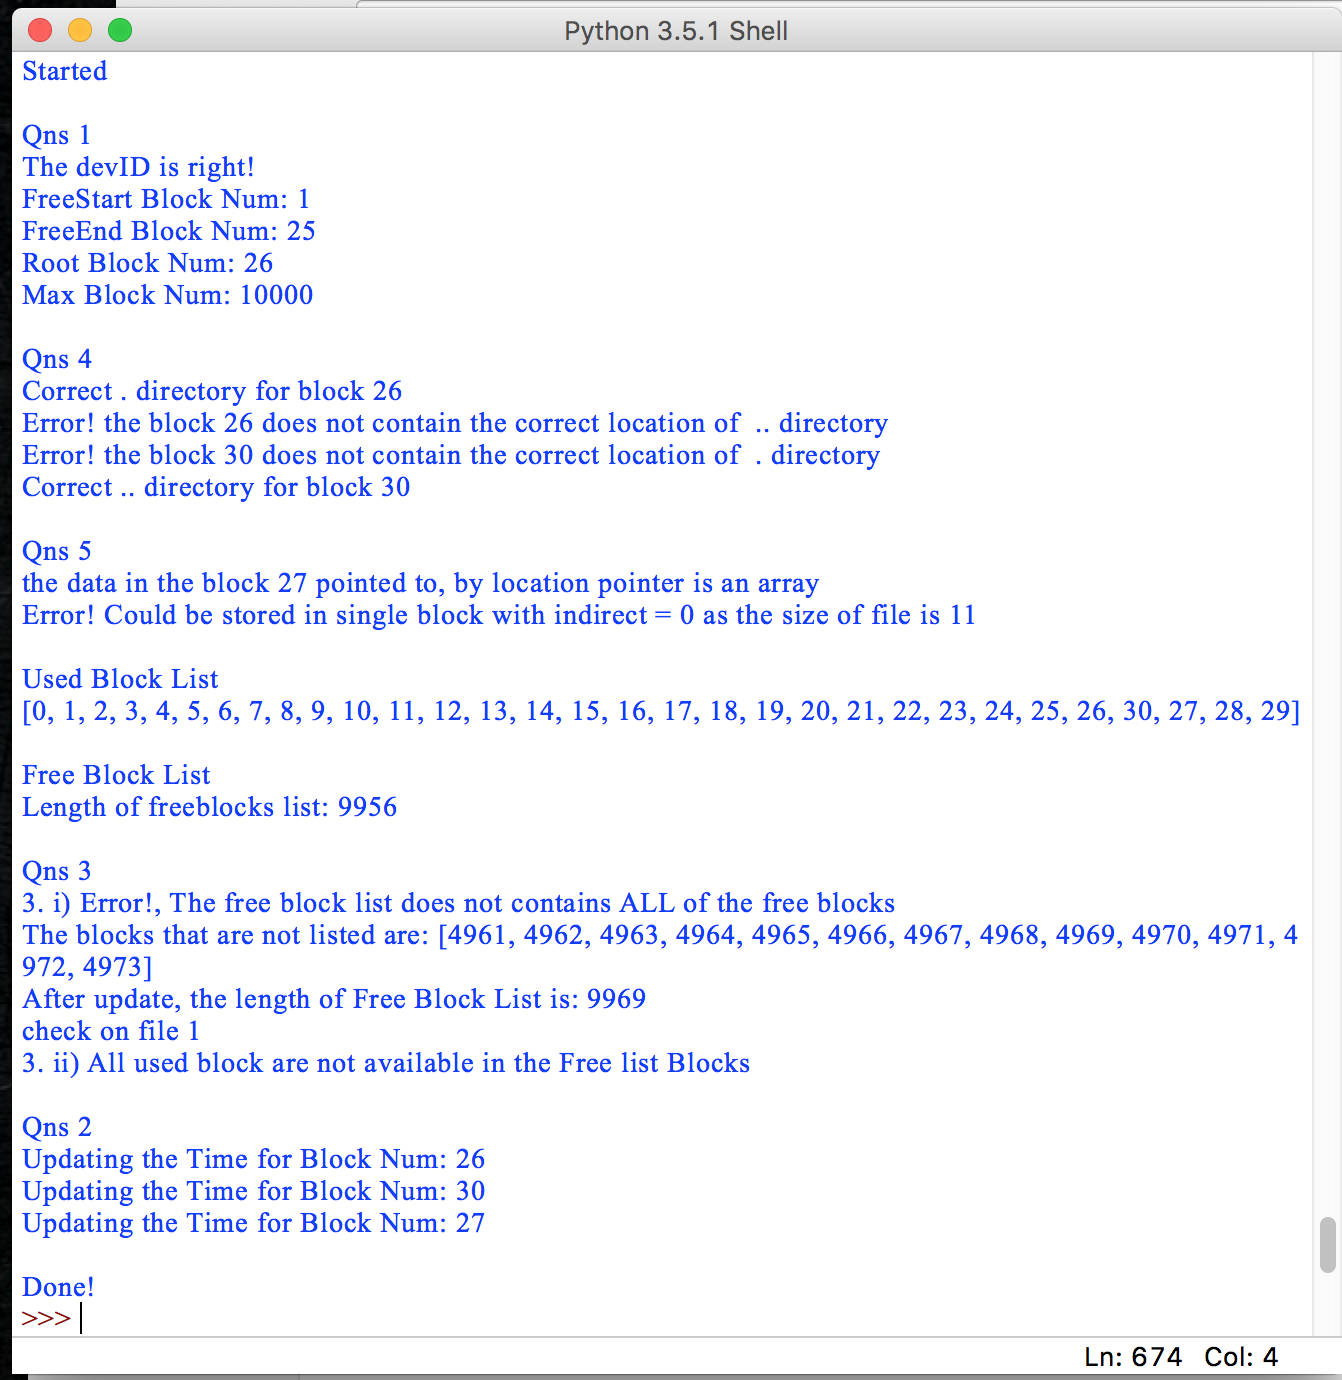 Python 3.5.1 Shell
Started
Qns 1
The devID is right!
FreeStart Block Num: 1
FreeEnd Block Num: 25
Root Block Num: 26
Max Block Num: 10000
Qns 4
Correct . directory for block 26
Error! the block 26 does not contain the correct location of  .. directory
Error! the block 30 does not contain the correct location of  . directory
Correct .. directory for block 30
Qns 5
the data in the block 27 pointed to, by location pointer is an array
Error! Could be stored in single block with indirect = 0 as the size of file is 11
Used Block List
[0, 1, 2, 3, 4, 5, 6, 7, 8, 9, 10, 11, 12, 13, 14, 15, 16, 17, 18, 19, 20, 21, 22, 23, 24, 25, 26, 30, 27, 28, 29]
Free Block List
Length of freeblocks list: 9956
Qns 3
3. i) Error!, The free block list does not contains ALL of the free blocks
The blocks that are not listed are: [4961, 4962, 4963, 4964, 4965, 4966, 4967, 4968, 4969, 4970, 4971, 4
972, 4973]
After update, the length of Free Block List is: 9969
check on file 1
3. ii) All used block are not available in the Free list Blocks
Qns 2
Updating the Time for Block Num: 26
Updating the Time for Block Num: 30
Updating the Time for Block Num: 27
Done!
>>>
Ln: 674 Col: 4